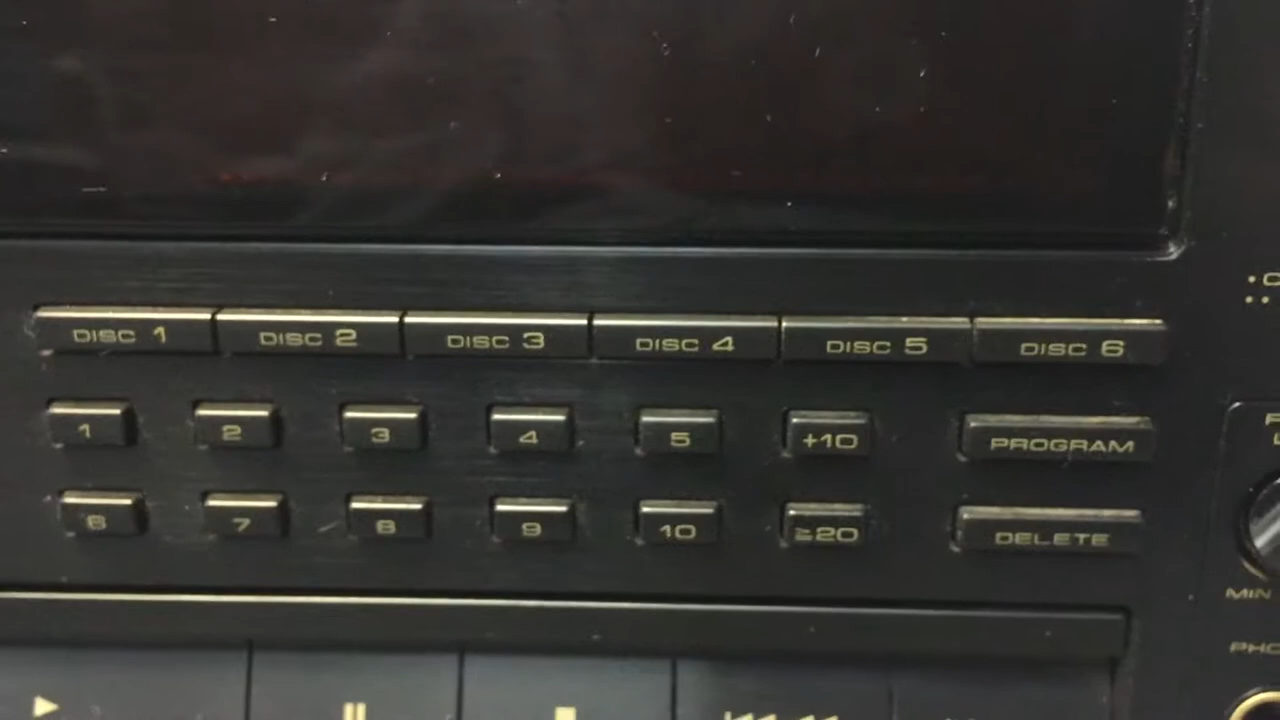 DISC 1 DISC 2 DISC 3 DISC 4 DISC 5 DISC 6
1 2 3 4 5 +10 PROGRAM
6 7 8 9 10 ≥20 DELETE
MIN